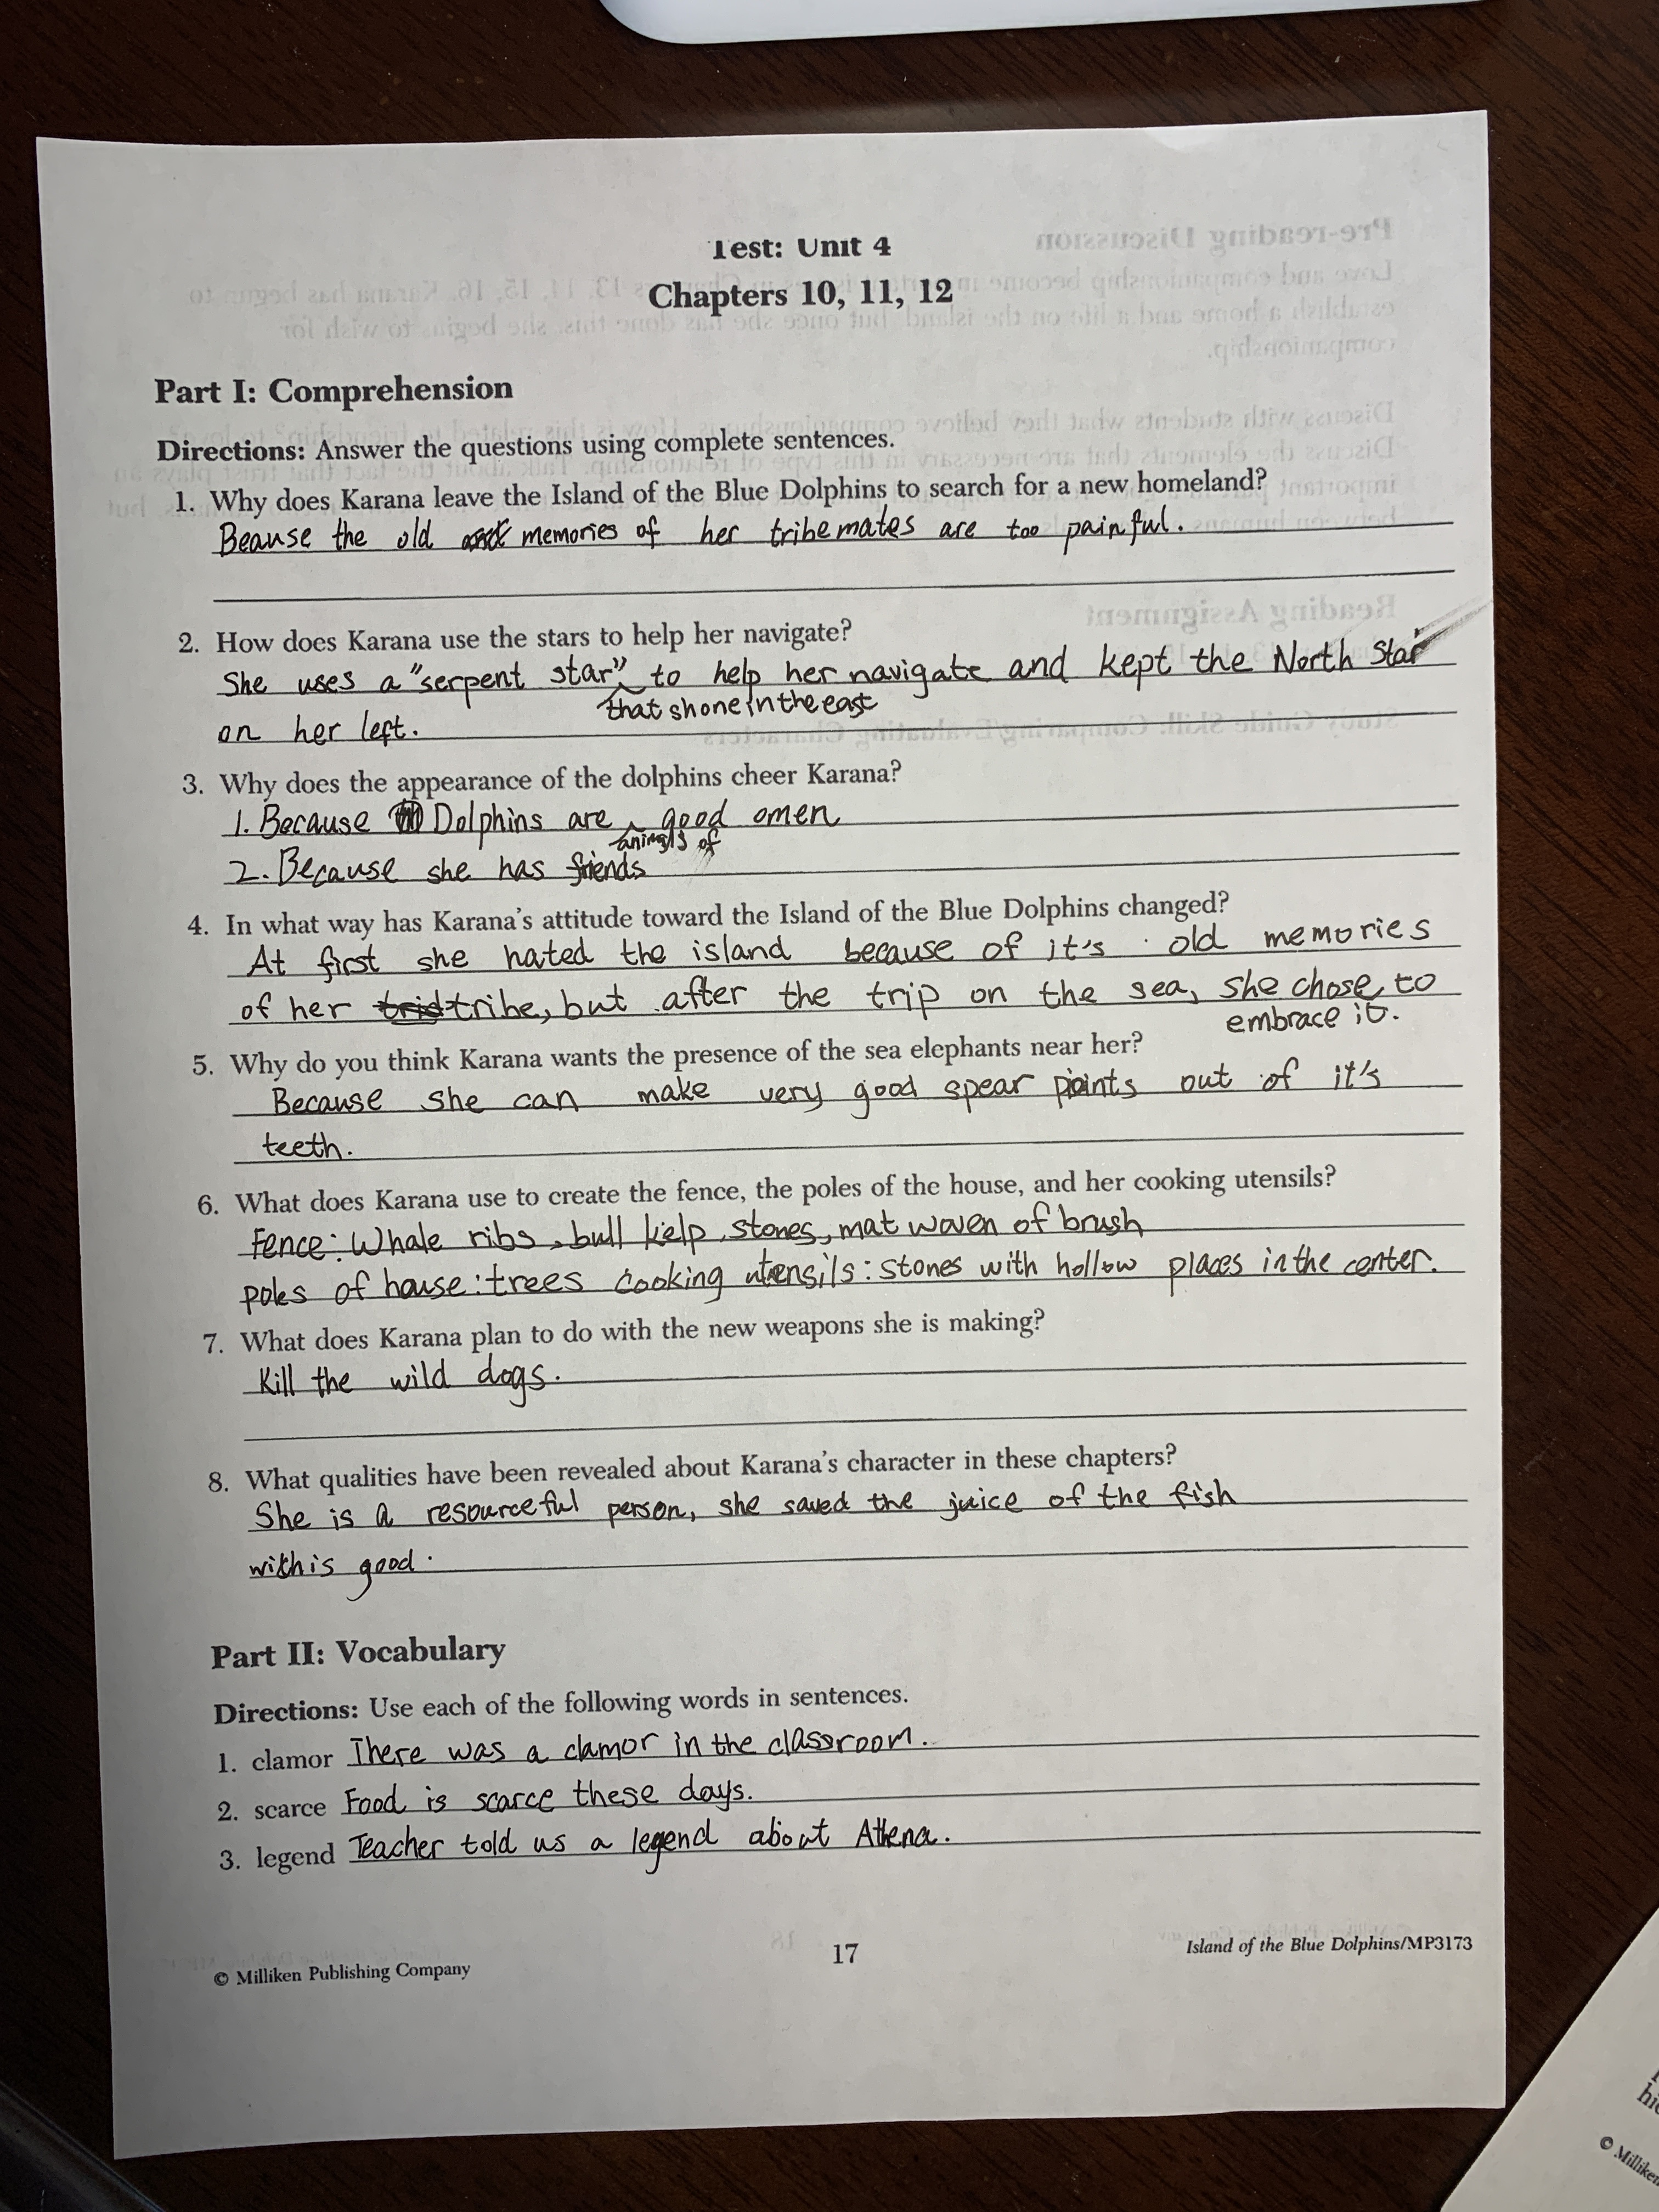 Test: Unit 4
Chapters 10, 11, 12
Part I: Comprehension
Directions: Answer the questions using complete sentences.
1. Why does Karana leave the Island of the Blue Dolphins to search for a new homeland?
Because the old memories of her tribemates are too painful.
2. How does Karana use the stars to help her navigate?
She uses a "serpent star" to help her navigate and kept the North Star
that shone in the east
on her left.
3. Why does the appearance of the dolphins cheer Karana?
1. Because Dolphins are good omen
animals of
2. Because she has friends
4. In what way has Karana's attitude toward the Island of the Blue Dolphins changed?
At first she hated the island because of it's old memories
of her tribe, but after the trip on the sea, she chose to
embrace it.
5. Why do you think Karana wants the presence of the sea elephants near her?
Because she can make very good spear points out of it's
teeth.
6. What does Karana use to create the fence, the poles of the house, and her cooking utensils?
Fence: Whale ribs, bull kelp, stones, mat woven of brush
Poles of house: trees Cooking utensils: stones with hollow places in the center.
7. What does Karana plan to do with the new weapons she is making?
Kill the wild dogs.
8. What qualities have been revealed about Karana's character in these chapters?
She is a resourceful person, she saved the juice of the fish
with is good.
Part II: Vocabulary
Directions: Use each of the following words in sentences.
1. clamor There was a clamor in the classroom.
2. scarce Food is scarce these days.
3. legend Teacher told us a legend about Athena.
© Milliken Publishing Company
17
Island of the Blue Dolphins/MP3173